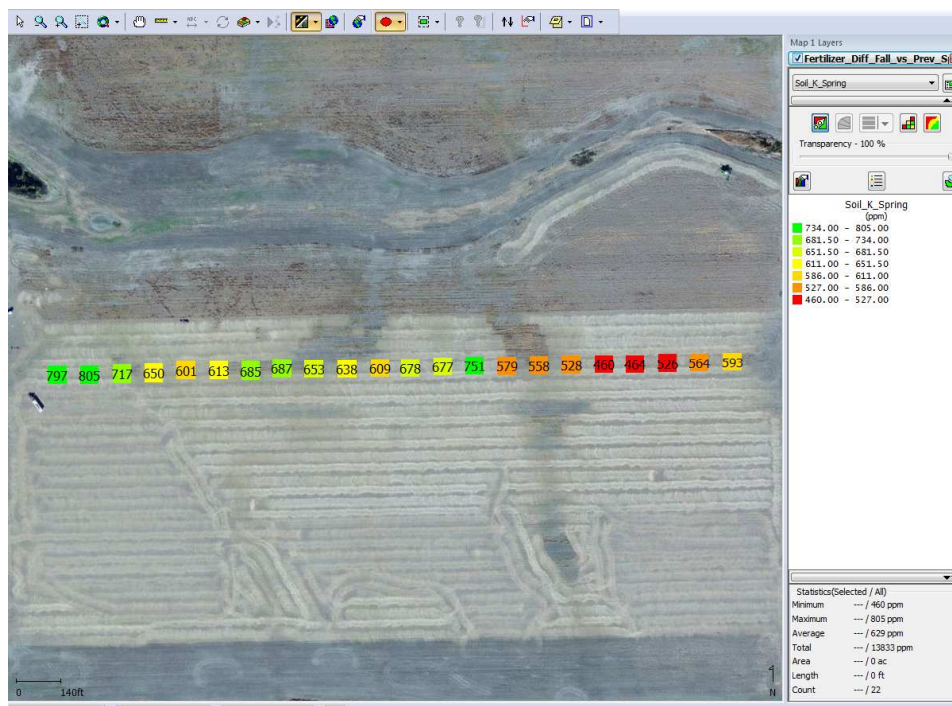 Map 1 Layers
Fertilizer_Diff_Fall_vs_Prev_S
Soil_K_Spring
Transparency - 100 %
Soil_K_Spring
(ppm)
734.00 - 805.00
681.50 - 734.00
651.50 - 681.50
611.00 - 651.50
586.00 - 611.00
527.00 - 586.00
460.00 - 527.00
797 805 717 650 601 613 685 687 653 638 609 678 677 751 579 558 528 460 464 526 564 593
Statistics(Selected / All)
Minimum --- / 460 ppm
Maximum --- / 805 ppm
Average --- / 629 ppm
Total --- / 13833 ppm
Area --- / 0 ac
Length --- / 0 ft
Count --- / 22
0 140ft
N